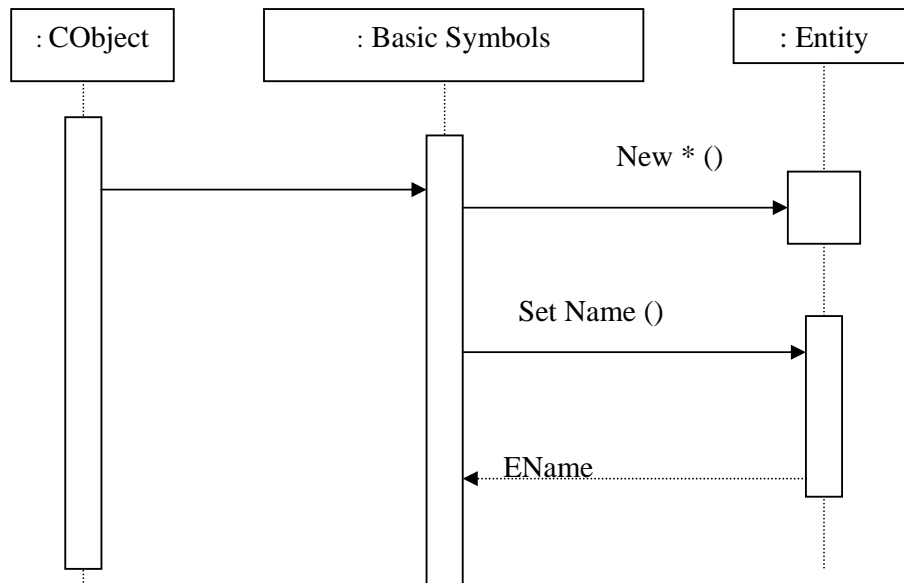 : CObject
: Basic Symbols
: Entity
New * ()
Set Name ()
EName